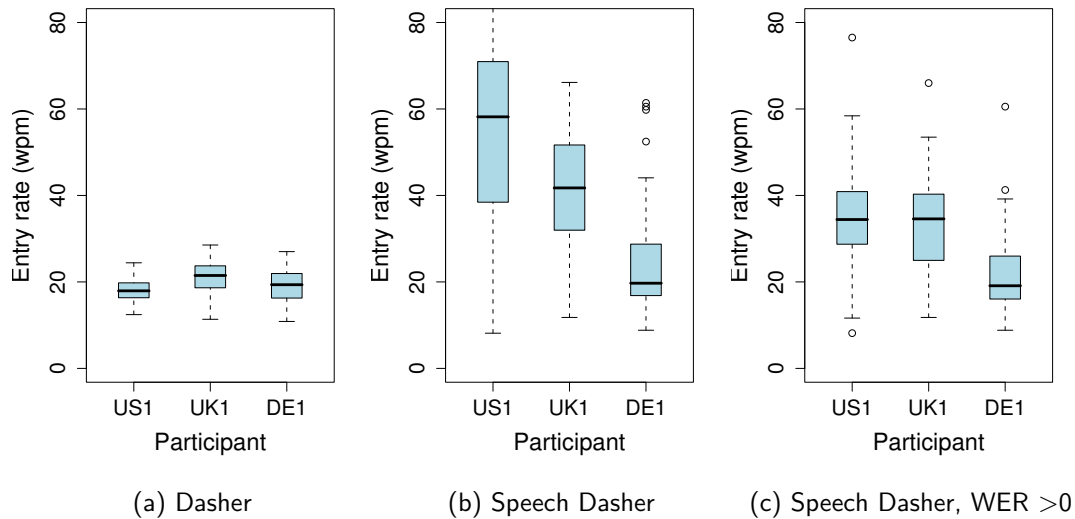 Entry rate (wpm)
80
60
40
20
0
US1 UK1 DE1
Participant
(a) Dasher
Entry rate (wpm)
80
60
40
20
0
US1 UK1 DE1
Participant
(b) Speech Dasher
Entry rate (wpm)
80
60
40
20
0
US1 UK1 DE1
Participant
(c) Speech Dasher, WER >0